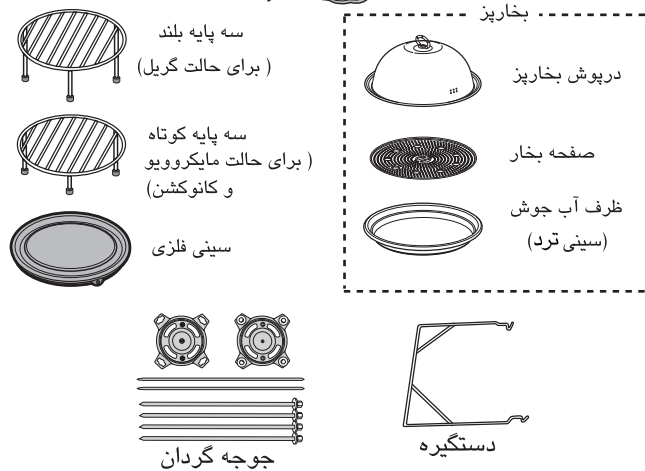 بخارپز
سه پایه بلند
( برای حالت گریل)
درپوش بخارپز
سه پایه کوتاه
( برای حالت مایکروویو
و کانوکشن)
صفحه بخار
ظرف آب جوش
(سینی ترد)
سینی فلزی
جوجه گردان
دستگیره